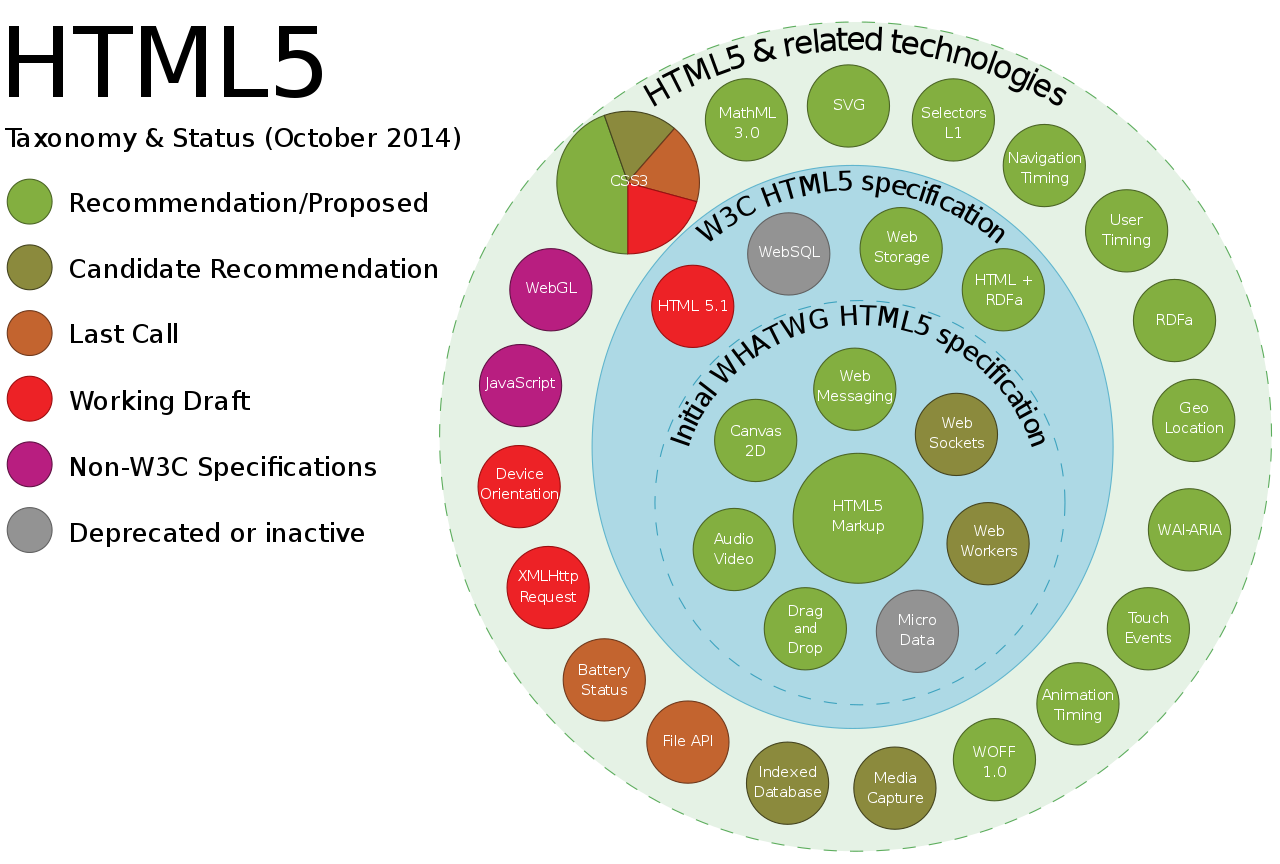 HTML5
Taxonomy & Status (October 2014)
Recommendation/Proposed
Candidate Recommendation
Last Call
Working Draft
Non-W3C Specifications
Deprecated or inactive
HTML5 & related technologies
CSS3
MathML
3.0
SVG
Selectors
L1
Navigation
Timing
User
Timing
RDFa
Geo
Location
WAI-ARIA
Touch
Events
Animation
Timing
WOFF
1.0
Media
Capture
Indexed
Database
File API
Battery
Status
XMLHttp
Request
Device
Orientation
JavaScript
WebGL
W3C HTML5 specification
HTML 5.1
WebSQL
Web
Storage
HTML +
RDFa
Initial WHATWG HTML5 specification
Web
Messaging
Web
Sockets
Web
Workers
Micro
Data
Drag
and
Drop
Audio
Video
Canvas
2D
HTML5
Markup